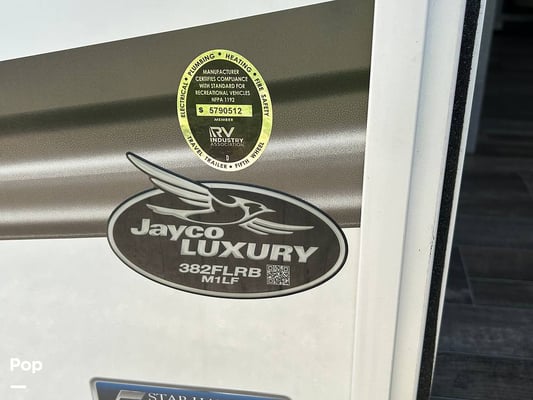 ELECTRICAL • PLUMBING • HEATING • FIRE SAFETY
MANUFACTURER
CERTIFIES COMPLIANCE
WITH STANDARD FOR
RECREATIONAL VEHICLES
NFPA 1192
5790512
MEMBER
RV
INDUSTRY
ASSOCIATION
D
TRAVEL TRAILER • FIFTH WHEEL
Jayco
LUXURY
382FLRB
M1LF
Pop